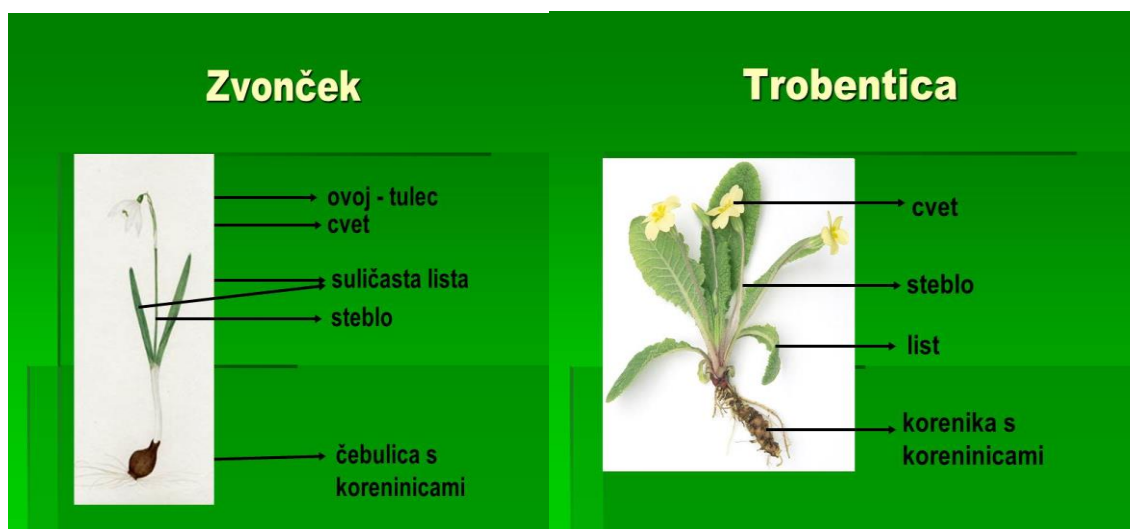 Zvonček
ovoj - tulec
cvet
suličasta lista
steblo
čebulica s
koreninicami
Trobentica
cvet
steblo
list
korenika s
koreninicami